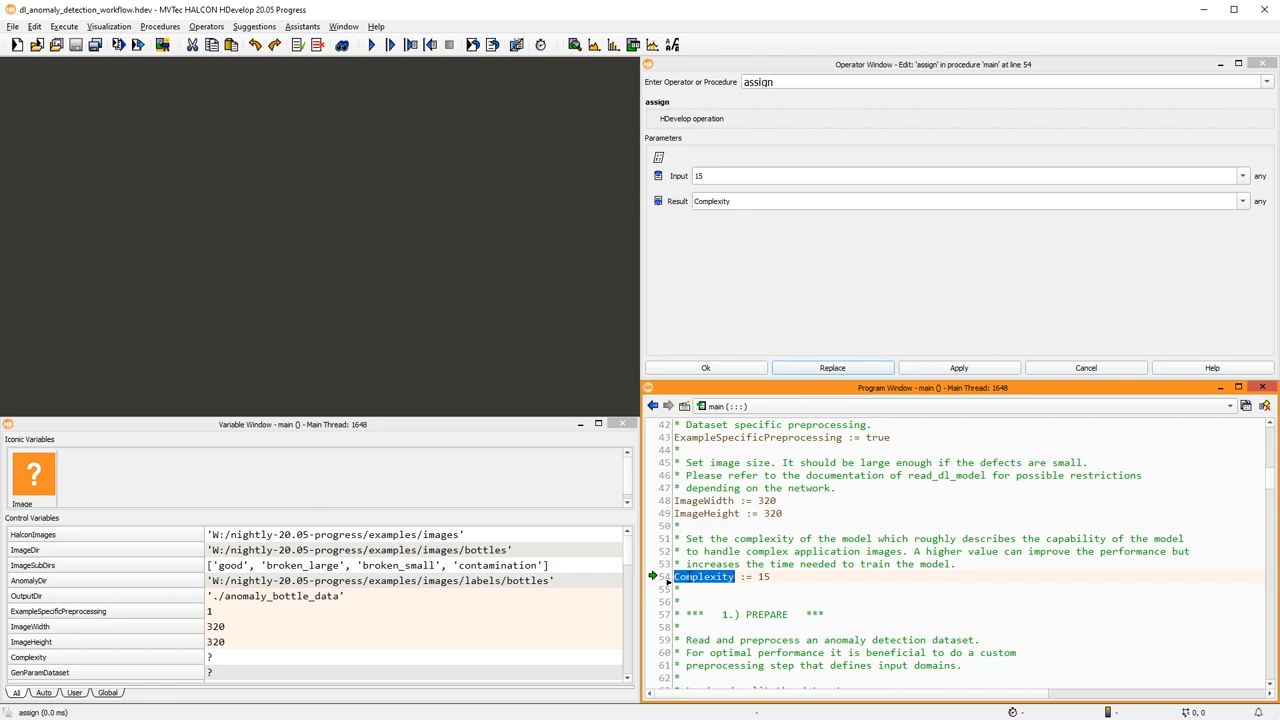 dl_anomaly_detection_workflow.hdev - MVTec HALCON HDevelop 20.05 Progress
File Edit Execute Visualization Procedures Operators Suggestions Assistants Window Help
Operator Window - Edit: 'assign' in procedure 'main' at line 54
Enter Operator or Procedure assign
assign
HDevelop operation
Parameters
Input 15 any
Result Complexity any
Ok Replace Apply Cancel Help
Program Window - main () - Main Thread: 1648
main ( : : : )
42 * Dataset specific preprocessing.
43 ExampleSpecificPreprocessing := true
44 *
45 * Set image size. It should be large enough if the defects are small.
46 * Please refer to the documentation of read_dl_model for possible restrictions
47 * depending on the network.
48 ImageWidth := 320
49 ImageHeight := 320
50 *
51 * Set the complexity of the model which roughly describes the capability of the model
52 * to handle complex application images. A higher value can improve the performance but
53 * increases the time needed to train the model.
54 Complexity := 15
55 *
56 *
57 * *** 1.) PREPARE ***
58 *
59 * Read and preprocess an anomaly detection dataset.
60 * For optimal performance it is beneficial to do a custom
61 * preprocessing step that defines input domains.
62
Variable Window - main () - Main Thread: 1648
Iconic Variables
?
Image
Control Variables
HalconImages 'W:/nightly-20.05-progress/examples/images'
ImageDir 'W:/nightly-20.05-progress/examples/images/bottles'
ImageSubDirs ['good', 'broken_large', 'broken_small', 'contamination']
AnomalyDir 'W:/nightly-20.05-progress/examples/images/labels/bottles'
OutputDir './anomaly_bottle_data'
ExampleSpecificPreprocessing 1
ImageWidth 320
ImageHeight 320
Complexity ?
GenParamDataset ?
All Auto User Global
assign (0.0 ms) - - - 0, 0